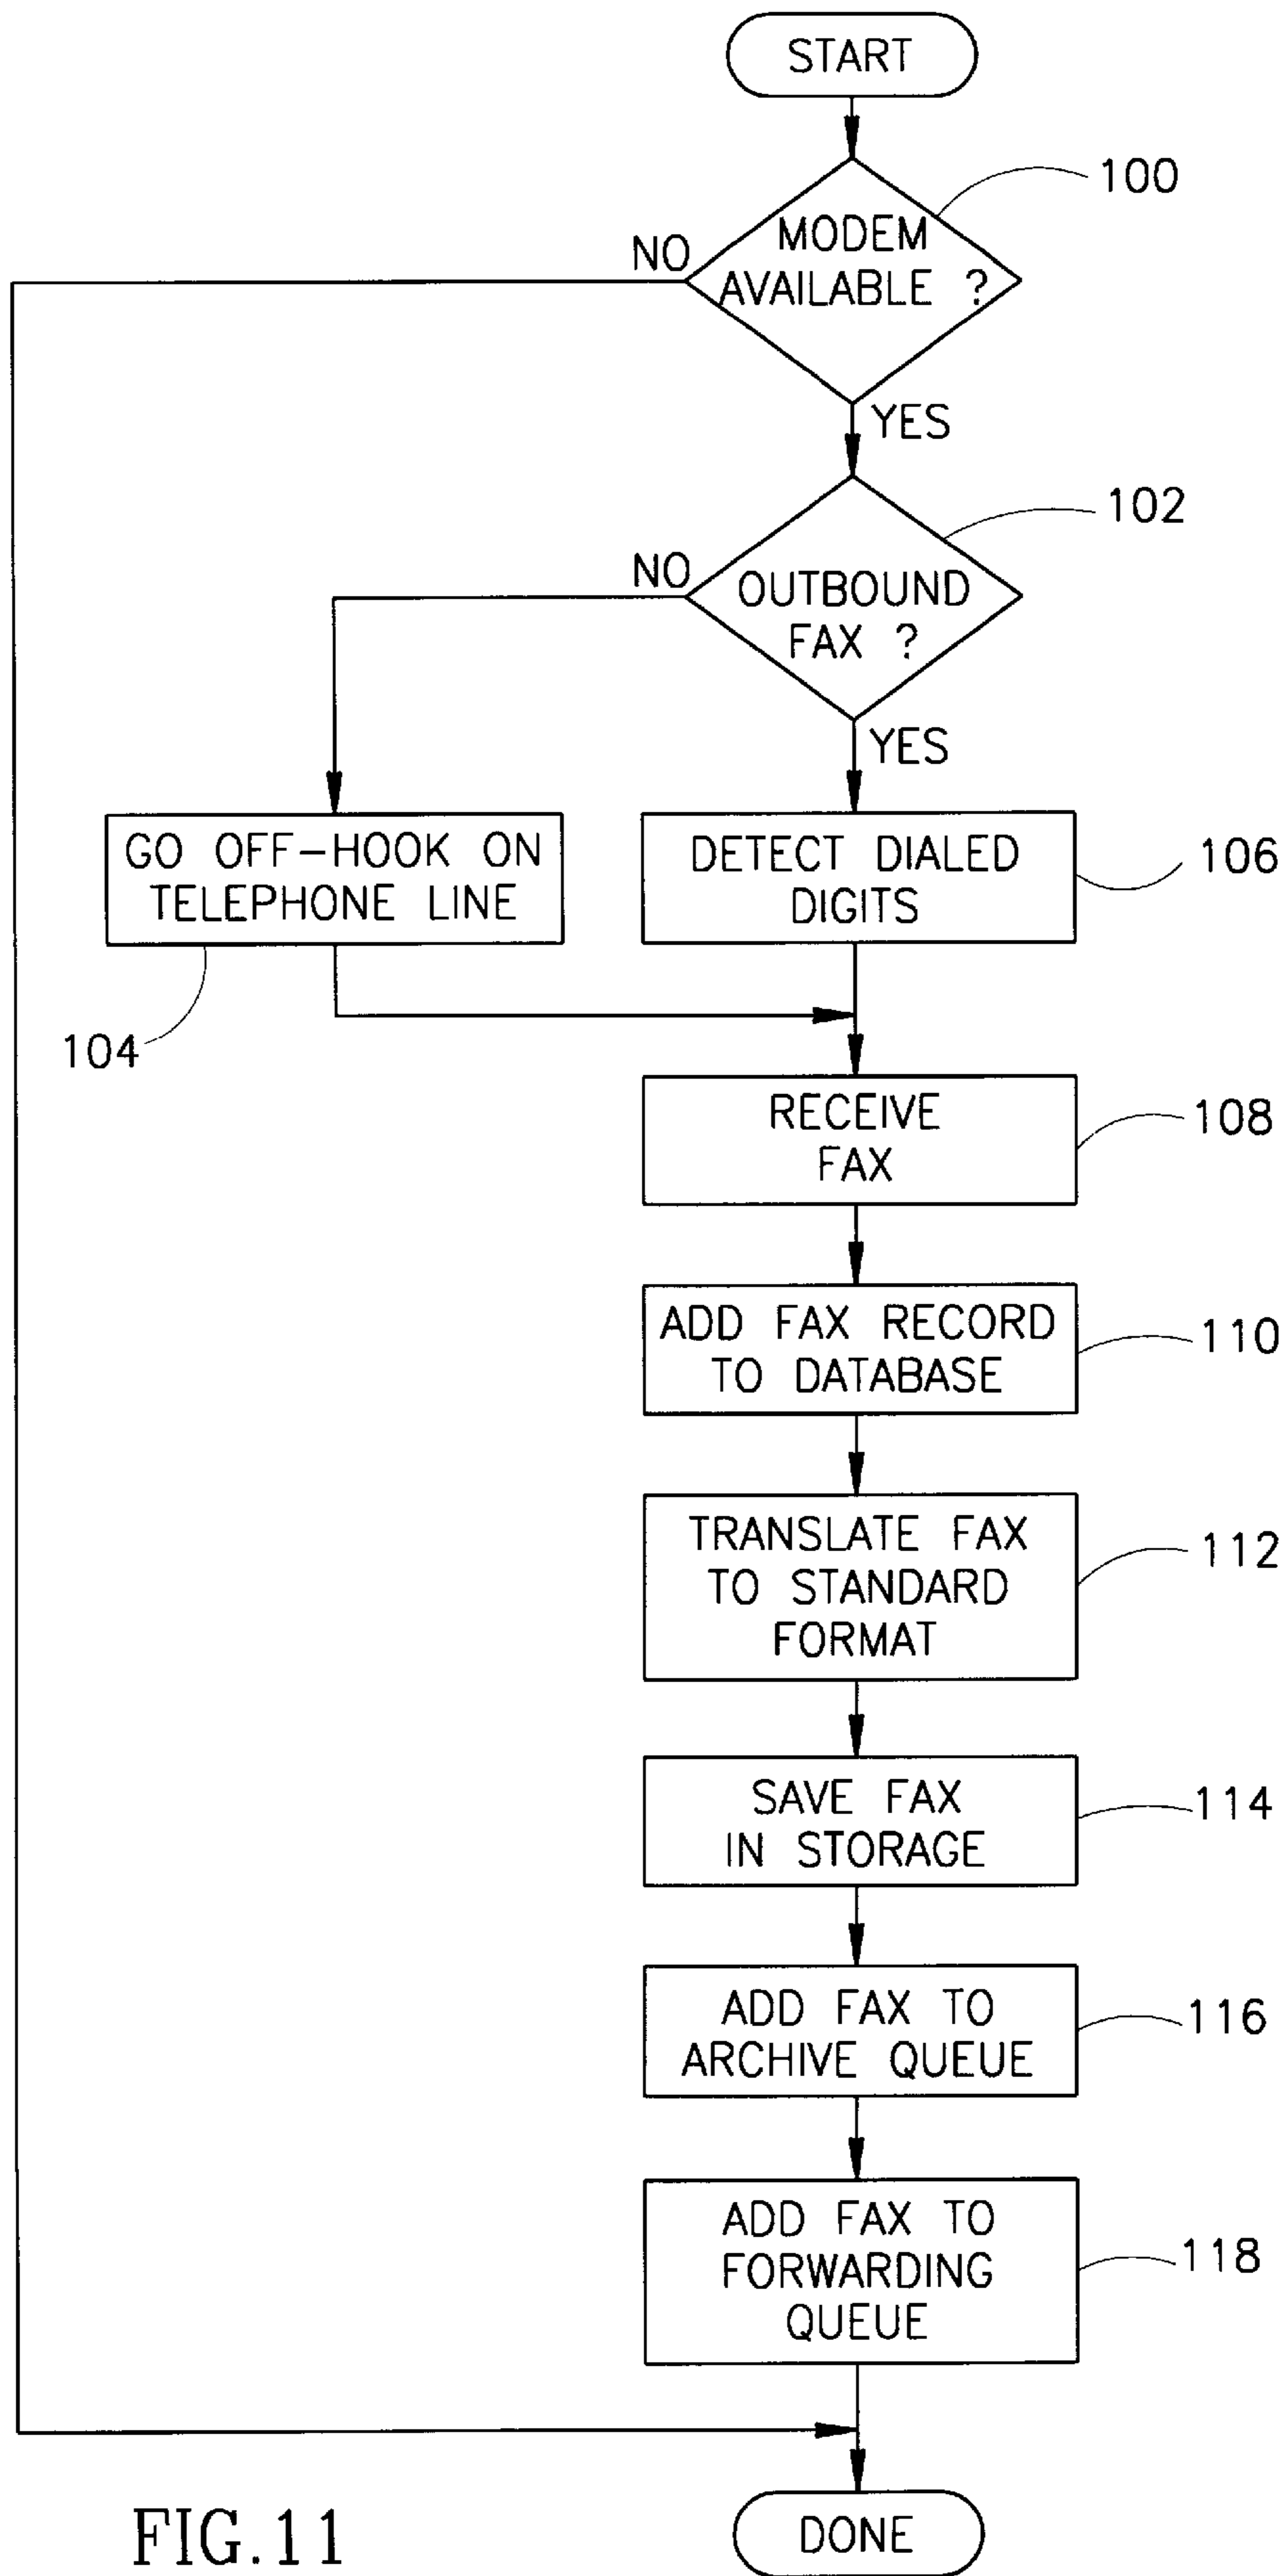 START
100
MODEM
AVAILABLE ?
NO
YES
102
OUTBOUND
FAX ?
NO
YES
GO OFF-HOOK ON
TELEPHONE LINE
104
DETECT DIALED
DIGITS
106
RECEIVE
FAX
108
ADD FAX RECORD
TO DATABASE
110
TRANSLATE FAX
TO STANDARD
FORMAT
112
SAVE FAX
IN STORAGE
114
ADD FAX TO
ARCHIVE QUEUE
116
ADD FAX TO
FORWARDING
QUEUE
118
DONE
FIG.11